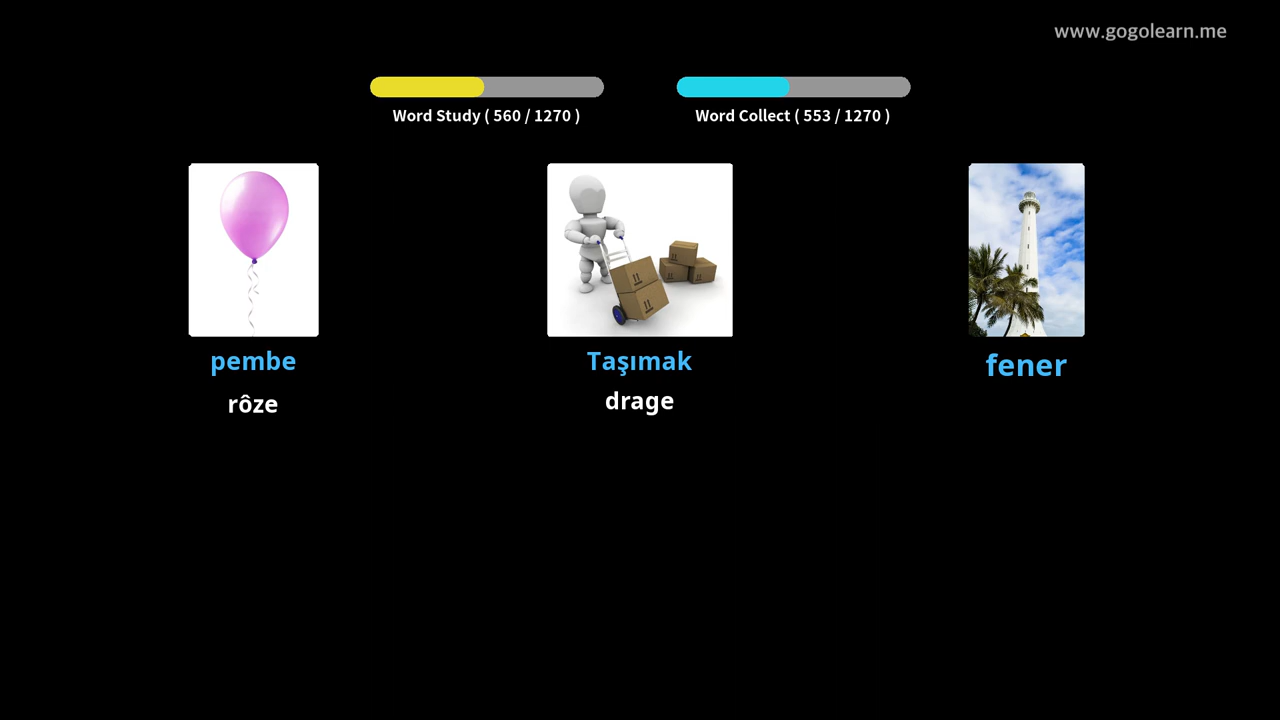 www.gogolearn.me
Word Study ( 560 / 1270 )
Word Collect ( 553 / 1270 )
pembe
Taşımak
fener
rôze
drage